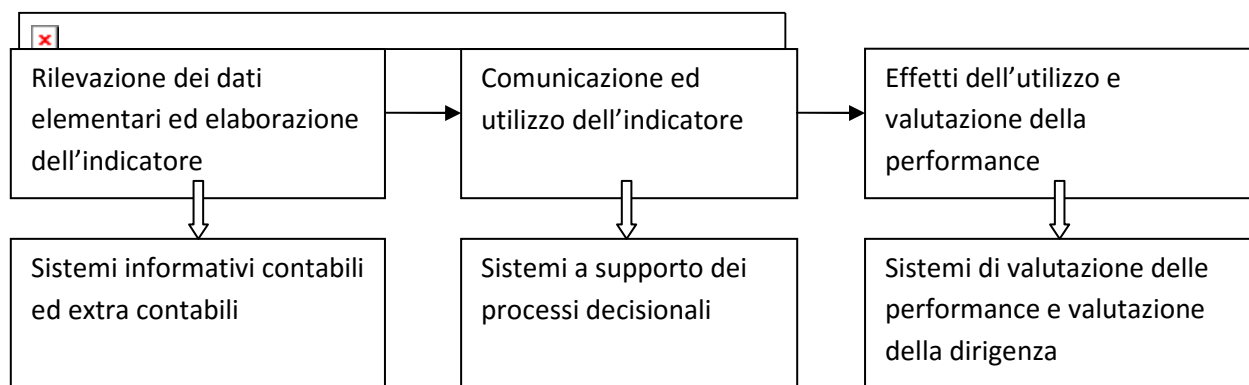 Rilevazione dei dati
elementari ed elaborazione
dell’indicatore
Comunicazione ed
utilizzo dell’indicatore
Effetti dell’utilizzo e
valutazione della
performance
Sistemi informativi contabili
ed extra contabili
Sistemi a supporto dei
processi decisionali
Sistemi di valutazione delle
performance e valutazione
della dirigenza